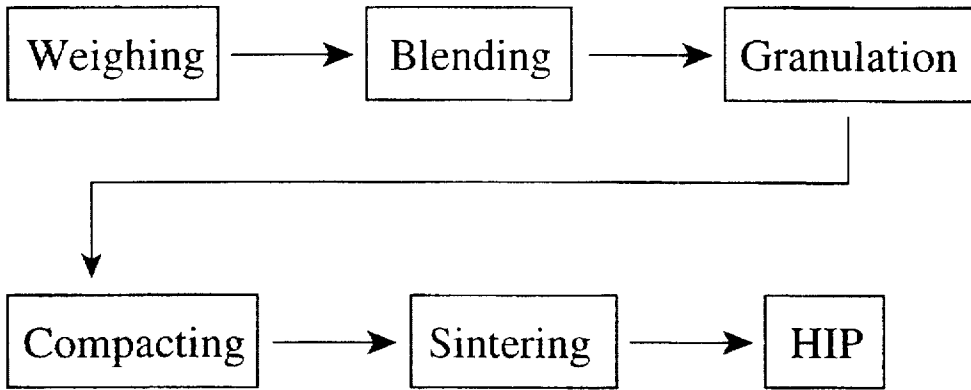 Weighing
Blending
Granulation
Compacting
Sintering
HIP